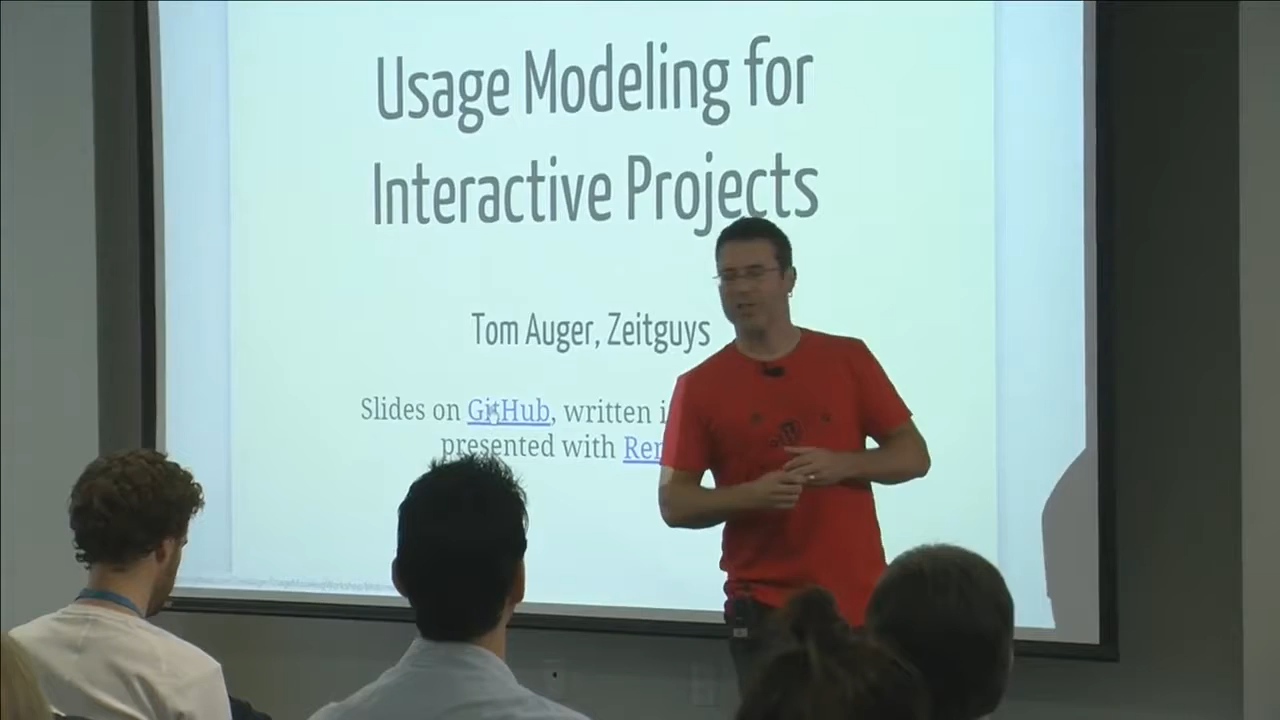 Usage Modeling for
Interactive Projects
Tom Auger, Zeitguys
Slides on GitHub, written
presented with